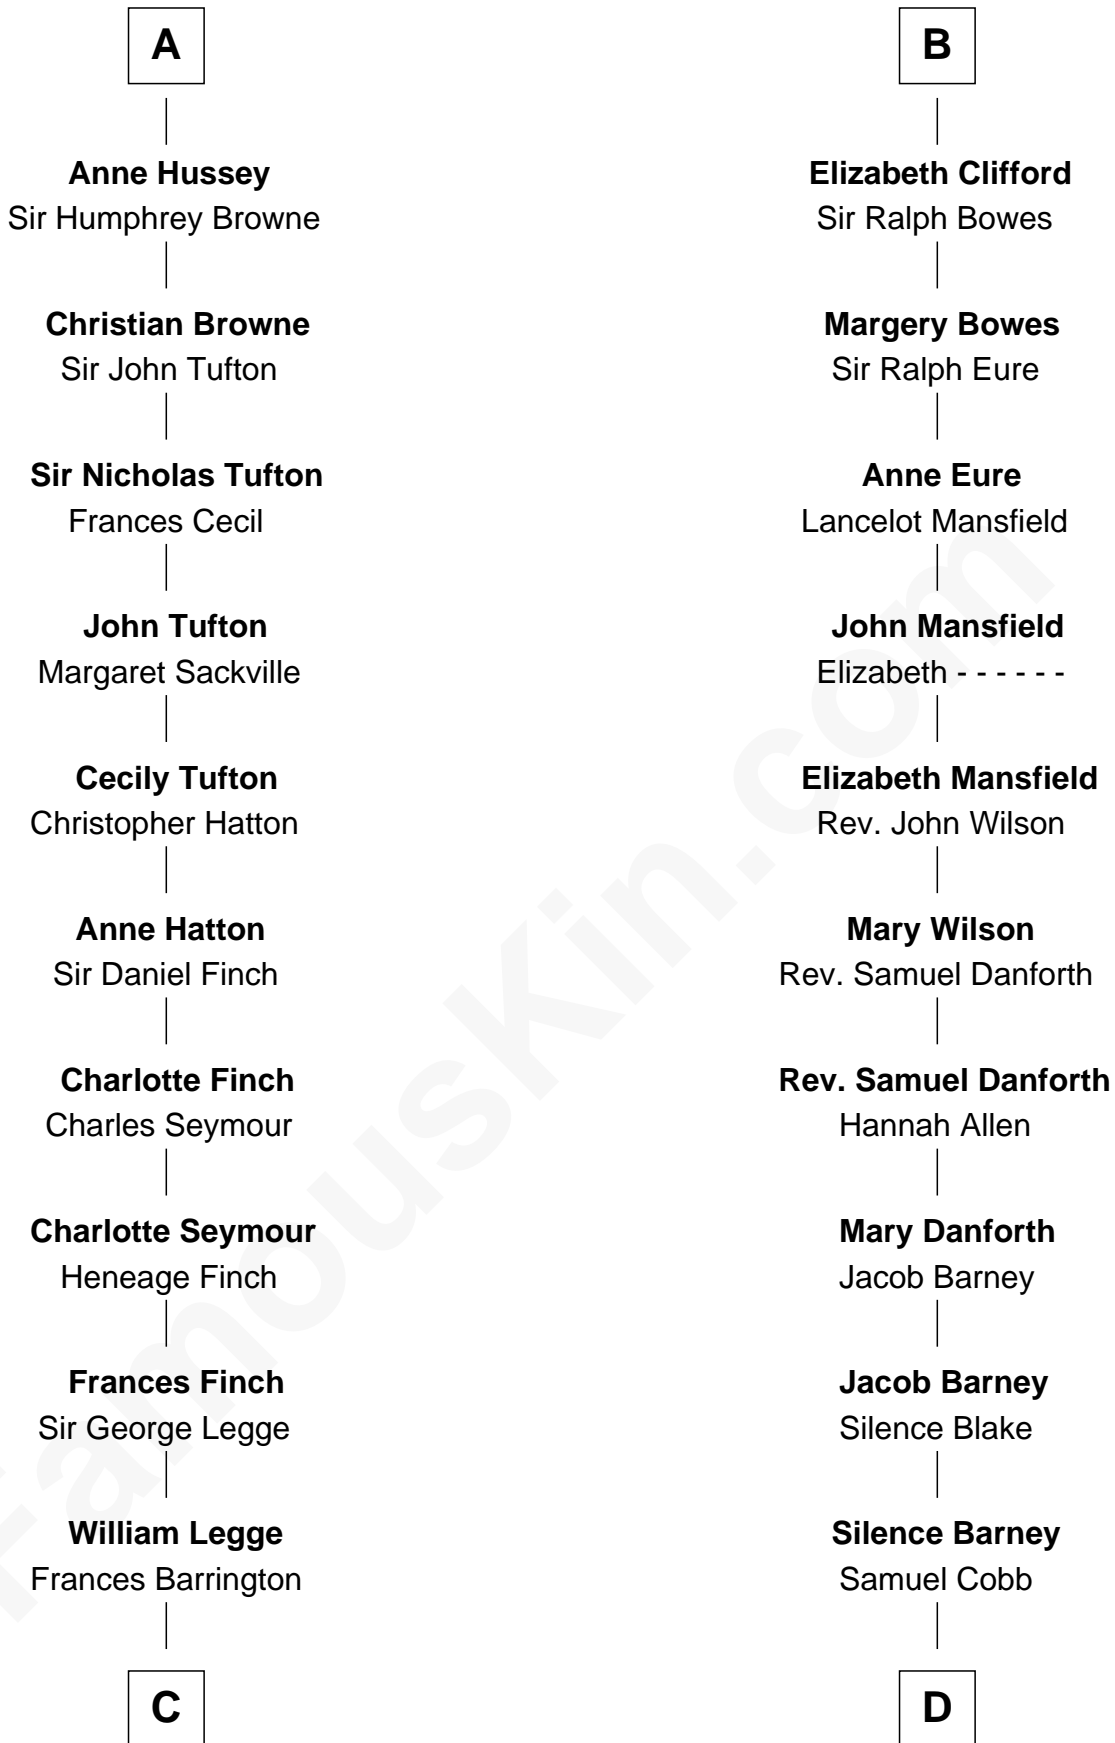 A
Anne Hussey
Sir Humphrey Browne
Christian Browne
Sir John Tufton
Sir Nicholas Tufton
Frances Cecil
John Tufton
Margaret Sackville
Cecily Tufton
Christopher Hatton
Anne Hatton
Sir Daniel Finch
Charlotte Finch
Charles Seymour
Charlotte Seymour
Heneage Finch
Frances Finch
Sir George Legge
William Legge
Frances Barrington
C
B
Elizabeth Clifford
Sir Ralph Bowes
Margery Bowes
Sir Ralph Eure
Anne Eure
Lancelot Mansfield
John Mansfield
Elizabeth - - - - - -
Elizabeth Mansfield
Rev. John Wilson
Mary Wilson
Rev. Samuel Danforth
Rev. Samuel Danforth
Hannah Allen
Mary Danforth
Jacob Barney
Jacob Barney
Silence Blake
Silence Barney
Samuel Cobb
D
FamousKin.com